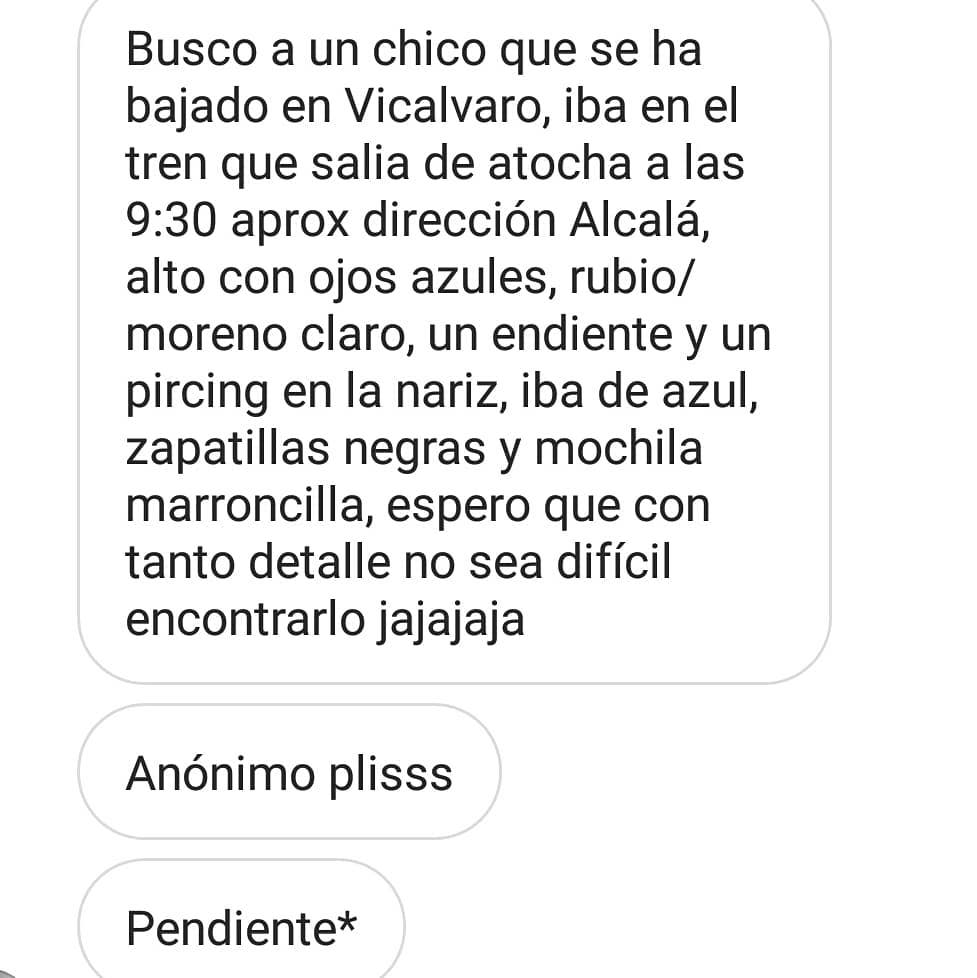 Busco a un chico que se ha
bajado en Vicalvaro, iba en el
tren que salia de atocha a las
9:30 aprox dirección Alcalá,
alto con ojos azules, rubio/
moreno claro, un endiente y un
pircing en la nariz, iba de azul,
zapatillas negras y mochila
marroncilla, espero que con
tanto detalle no sea difícil
encontrarlo jajajaja
Anónimo plisss
Pendiente*